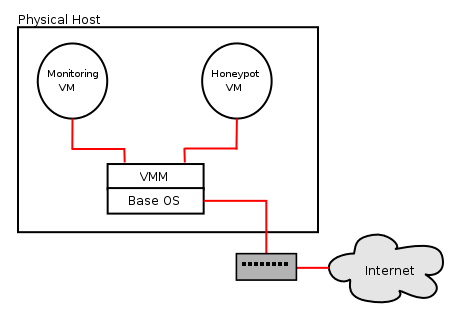 Physical Host
Monitoring
VM
Honeypot
VM
VMM
Base OS
Internet